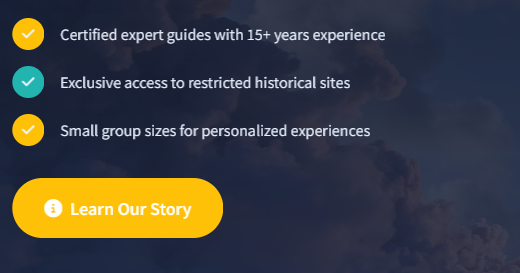 Certified expert guides with 15+ years experience
Exclusive access to restricted historical sites
Small group sizes for personalized experiences
Learn Our Story